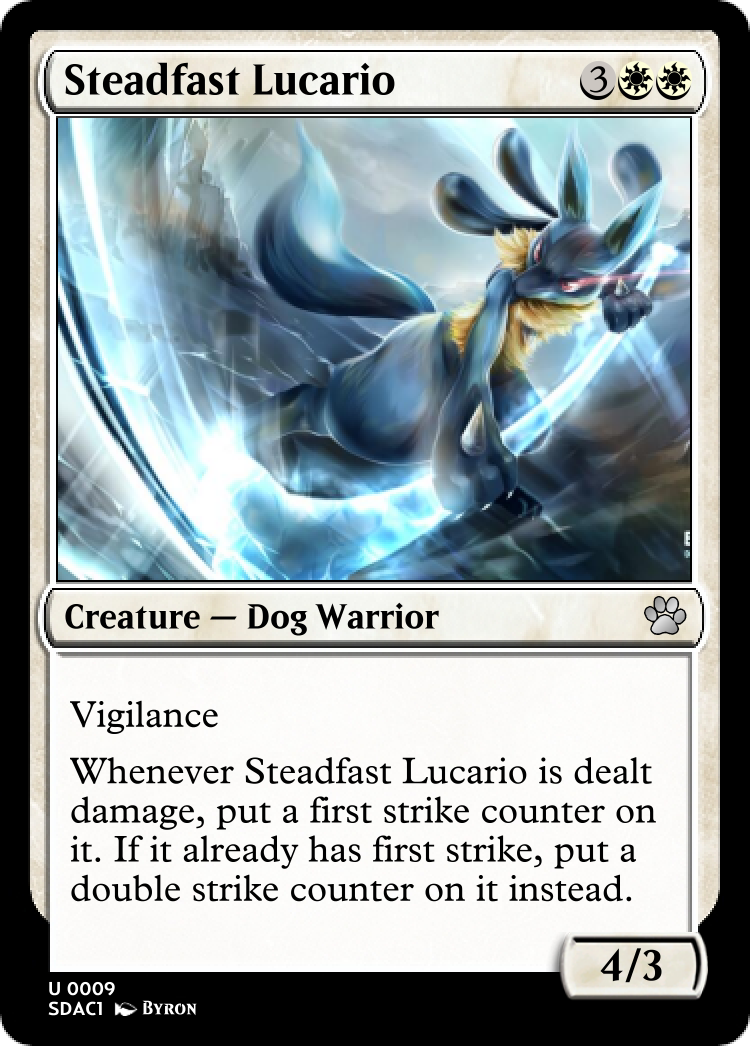 Steadfast Lucario 3
Creature — Dog Warrior
Vigilance
Whenever Steadfast Lucario is dealt
damage, put a first strike counter on
it. If it already has first strike, put a
double strike counter on it instead.
4/3
U 0009
SDAC1 BYRON